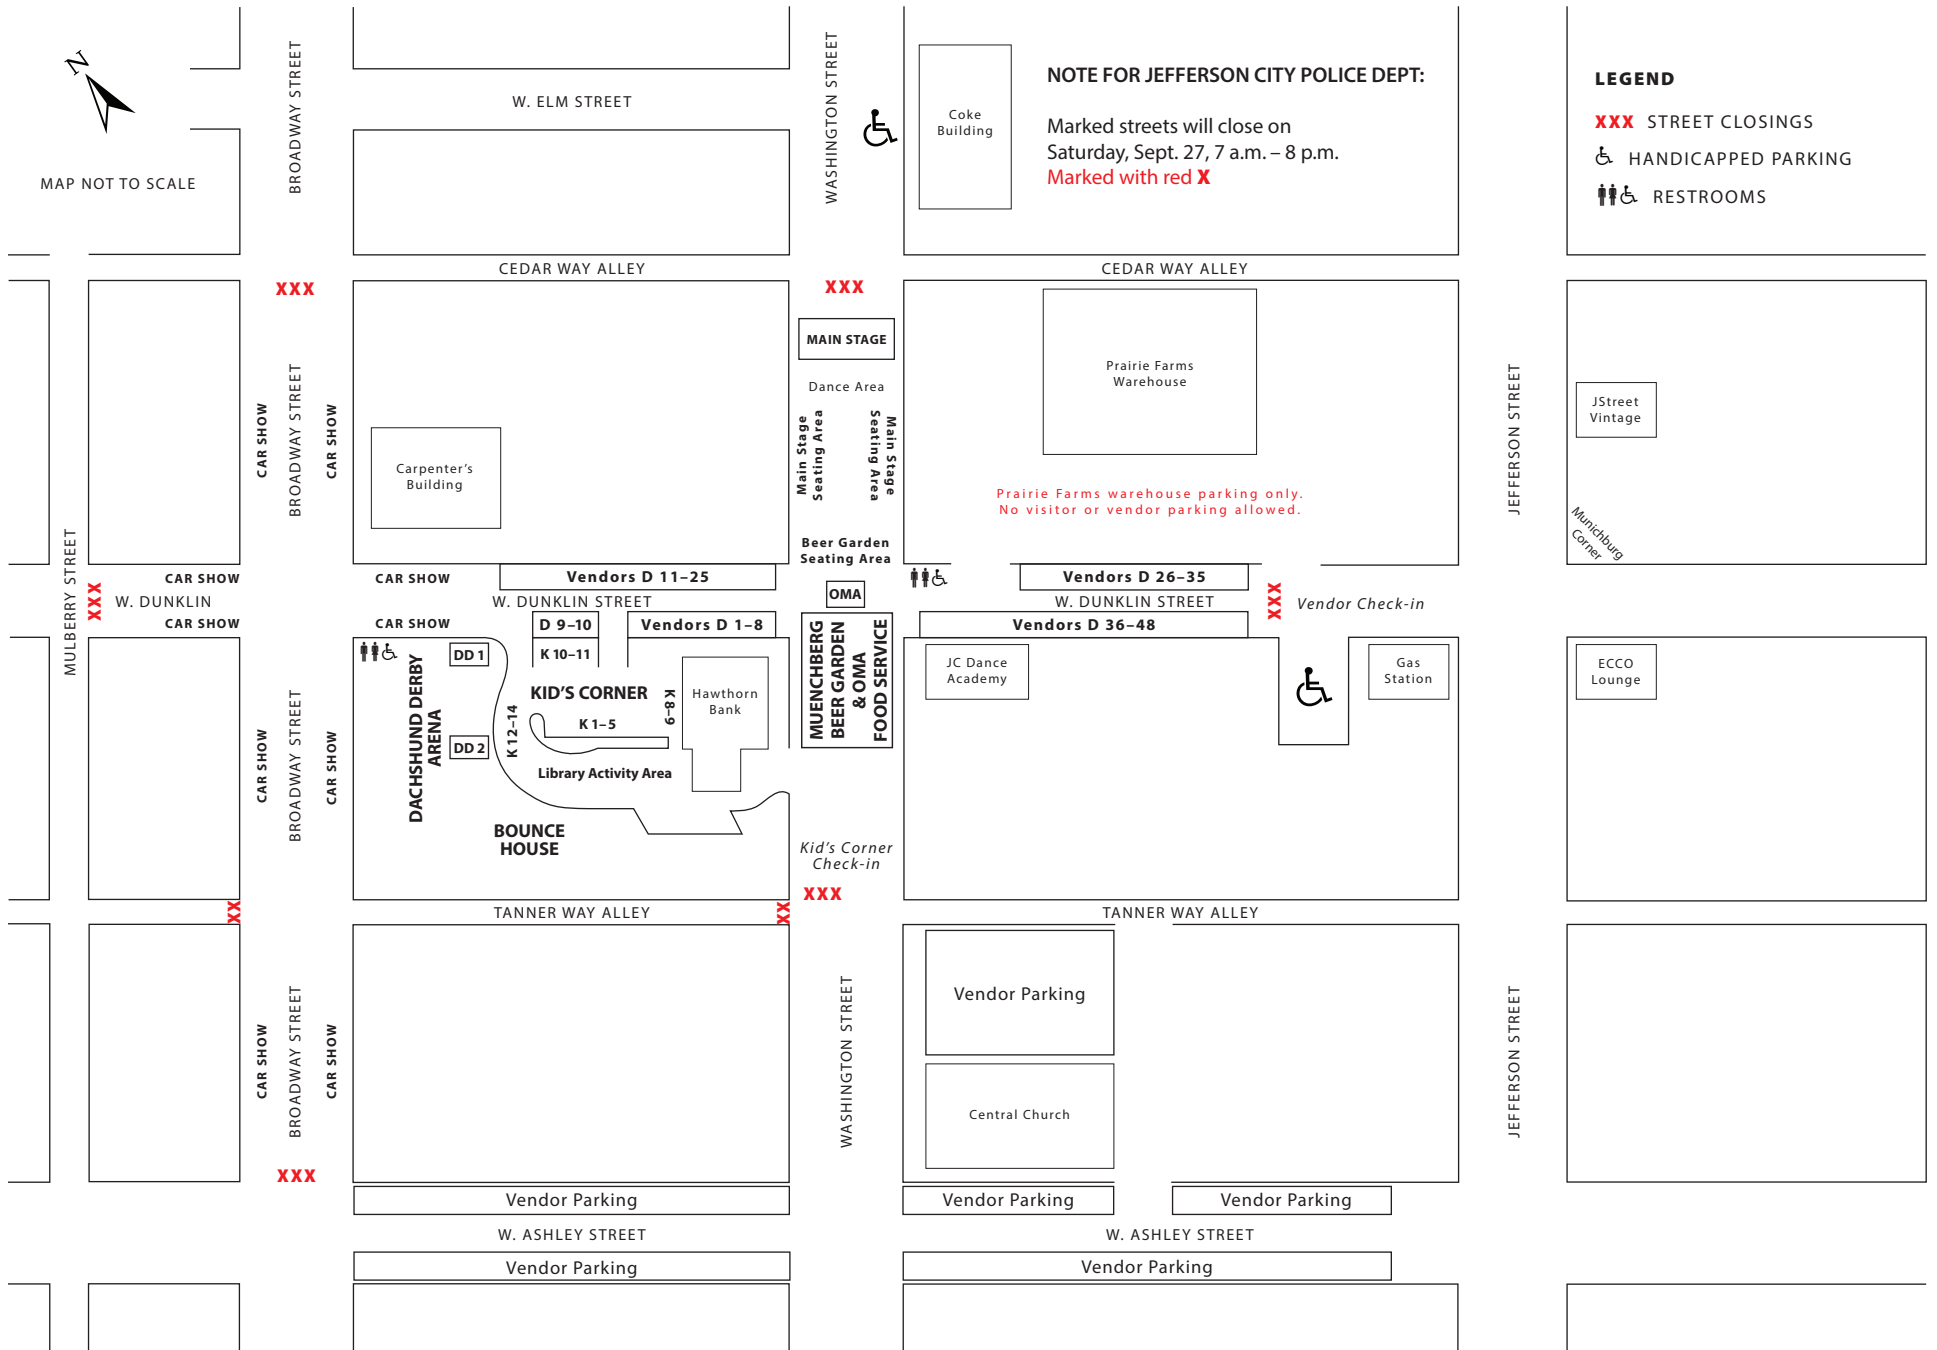 N
MAP NOT TO SCALE
BROADWAY STREET
W. ELM STREET
WASHINGTON STREET
Coke
Building
NOTE FOR JEFFERSON CITY POLICE DEPT:
Marked streets will close on
Saturday, Sept. 27, 7 a.m. – 8 p.m.
Marked with red X
LEGEND
XXX STREET CLOSINGS
HANDICAPPED PARKING
RESTROOMS
CEDAR WAY ALLEY
CEDAR WAY ALLEY
XXX
XXX
MAIN STAGE
Dance Area
Main Stage
Seating Area
Main Stage
Seating Area
Beer Garden
Seating Area
Prairie Farms
Warehouse
Prairie Farms warehouse parking only.
No visitor or vendor parking allowed.
JEFFERSON STREET
JStreet
Vintage
Munichburg
Corner
CAR SHOW
BROADWAY STREET
CAR SHOW
Carpenter's
Building
MULBERRY STREET
XXX
CAR SHOW
W. DUNKLIN
CAR SHOW
CAR SHOW
CAR SHOW
Vendors D 11–25
W. DUNKLIN STREET
D 9–10
Vendors D 1–8
OMA
Vendors D 26–35
W. DUNKLIN STREET
Vendors D 36–48
XXX
Vendor Check-in
DACHSHUND DERBY
ARENA
DD 1
DD 2
K 10–11
KID'S CORNER
K 12–14
K 1–5
K 8–9
Library Activity Area
Hawthorn
Bank
BOUNCE
HOUSE
MUENCHBERG
BEER GARDEN
& OMA
FOOD SERVICE
JC Dance
Academy
Gas
Station
ECCO
Lounge
CAR SHOW
BROADWAY STREET
CAR SHOW
Kid's Corner
Check-in
XXX
XX
TANNER WAY ALLEY
XX
TANNER WAY ALLEY
CAR SHOW
BROADWAY STREET
CAR SHOW
WASHINGTON STREET
Vendor Parking
Central Church
JEFFERSON STREET
XXX
Vendor Parking
Vendor Parking
Vendor Parking
W. ASHLEY STREET
W. ASHLEY STREET
Vendor Parking
Vendor Parking